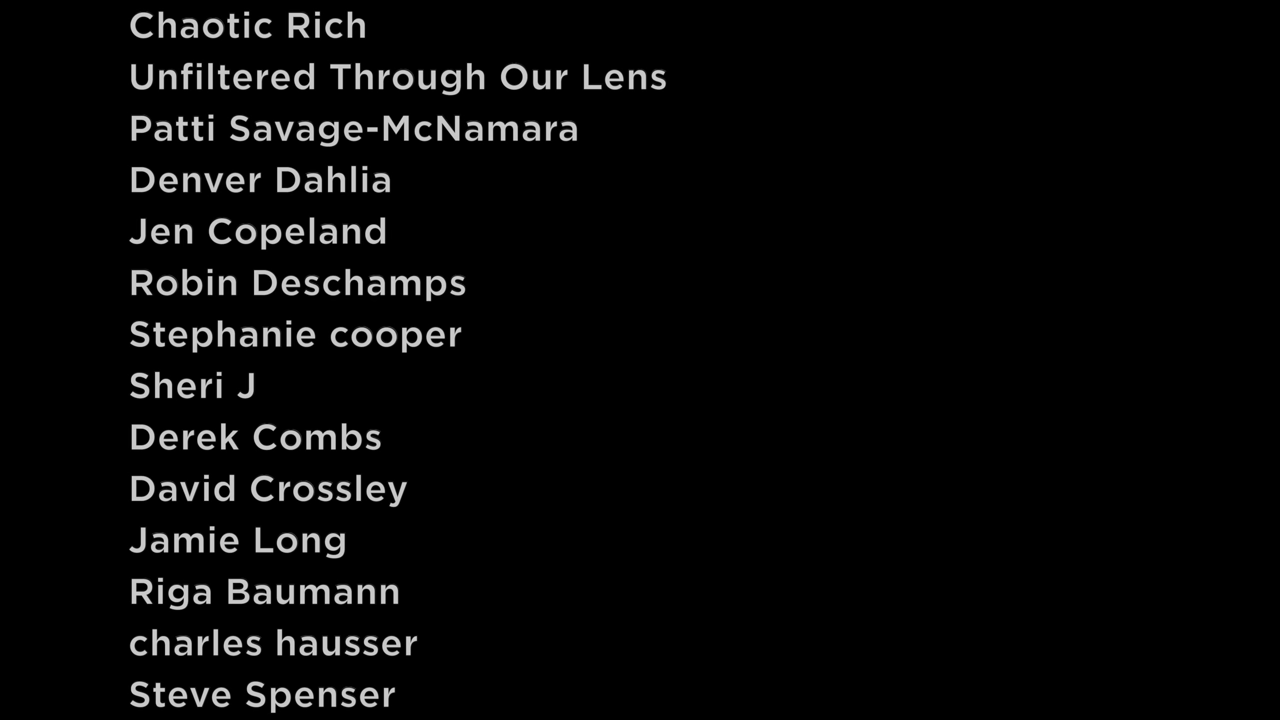 Chaotic Rich
Unfiltered Through Our Lens
Patti Savage-McNamara
Denver Dahlia
Jen Copeland
Robin Deschamps
Stephanie cooper
Sheri J
Derek Combs
David Crossley
Jamie Long
Riga Baumann
charles hausser
Steve Spenser